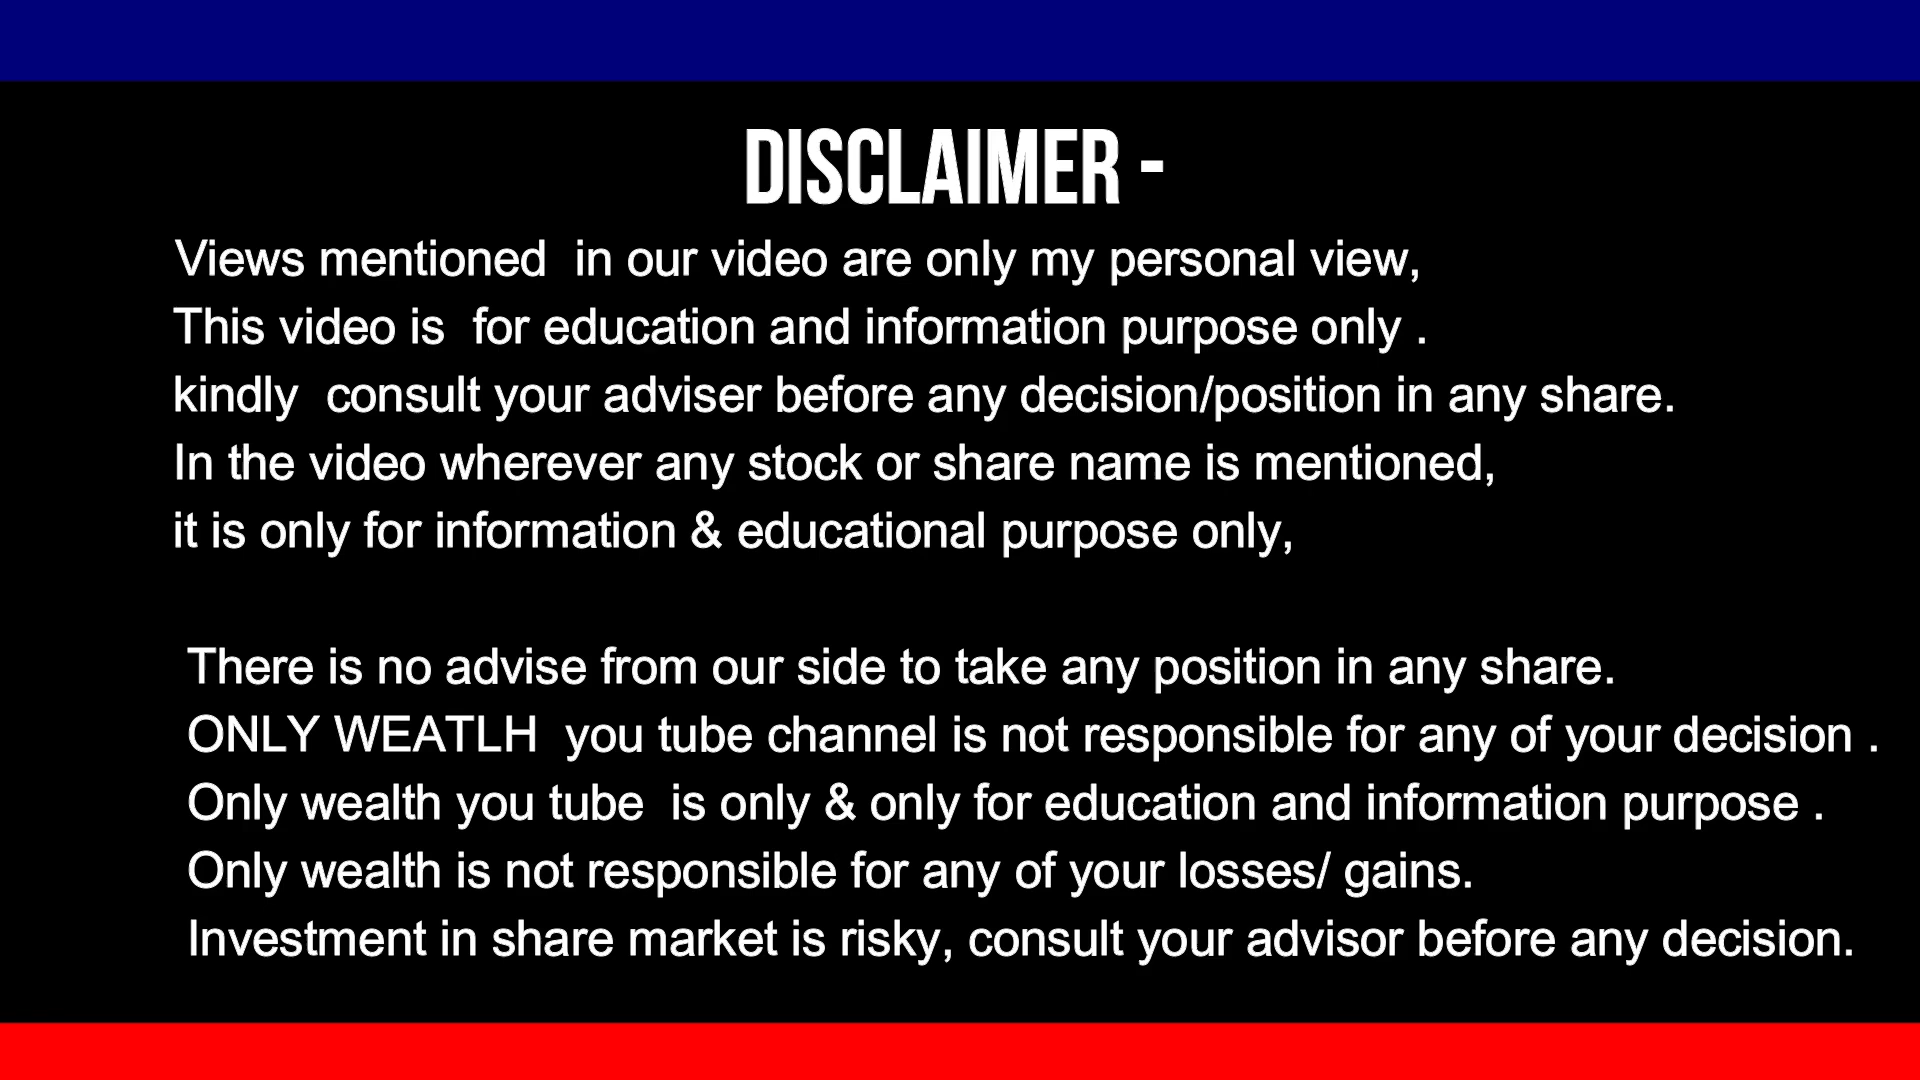 DISCLAIMER -
Views mentioned  in our video are only my personal view,
This video is  for education and information purpose only .
kindly  consult your adviser before any decision/position in any share.
In the video wherever any stock or share name is mentioned,
it is only for information & educational purpose only,
There is no advise from our side to take any position in any share.
ONLY WEATLH  you tube channel is not responsible for any of your decision .
Only wealth you tube  is only & only for education and information purpose .
Only wealth is not responsible for any of your losses/ gains.
Investment in share market is risky, consult your advisor before any decision.